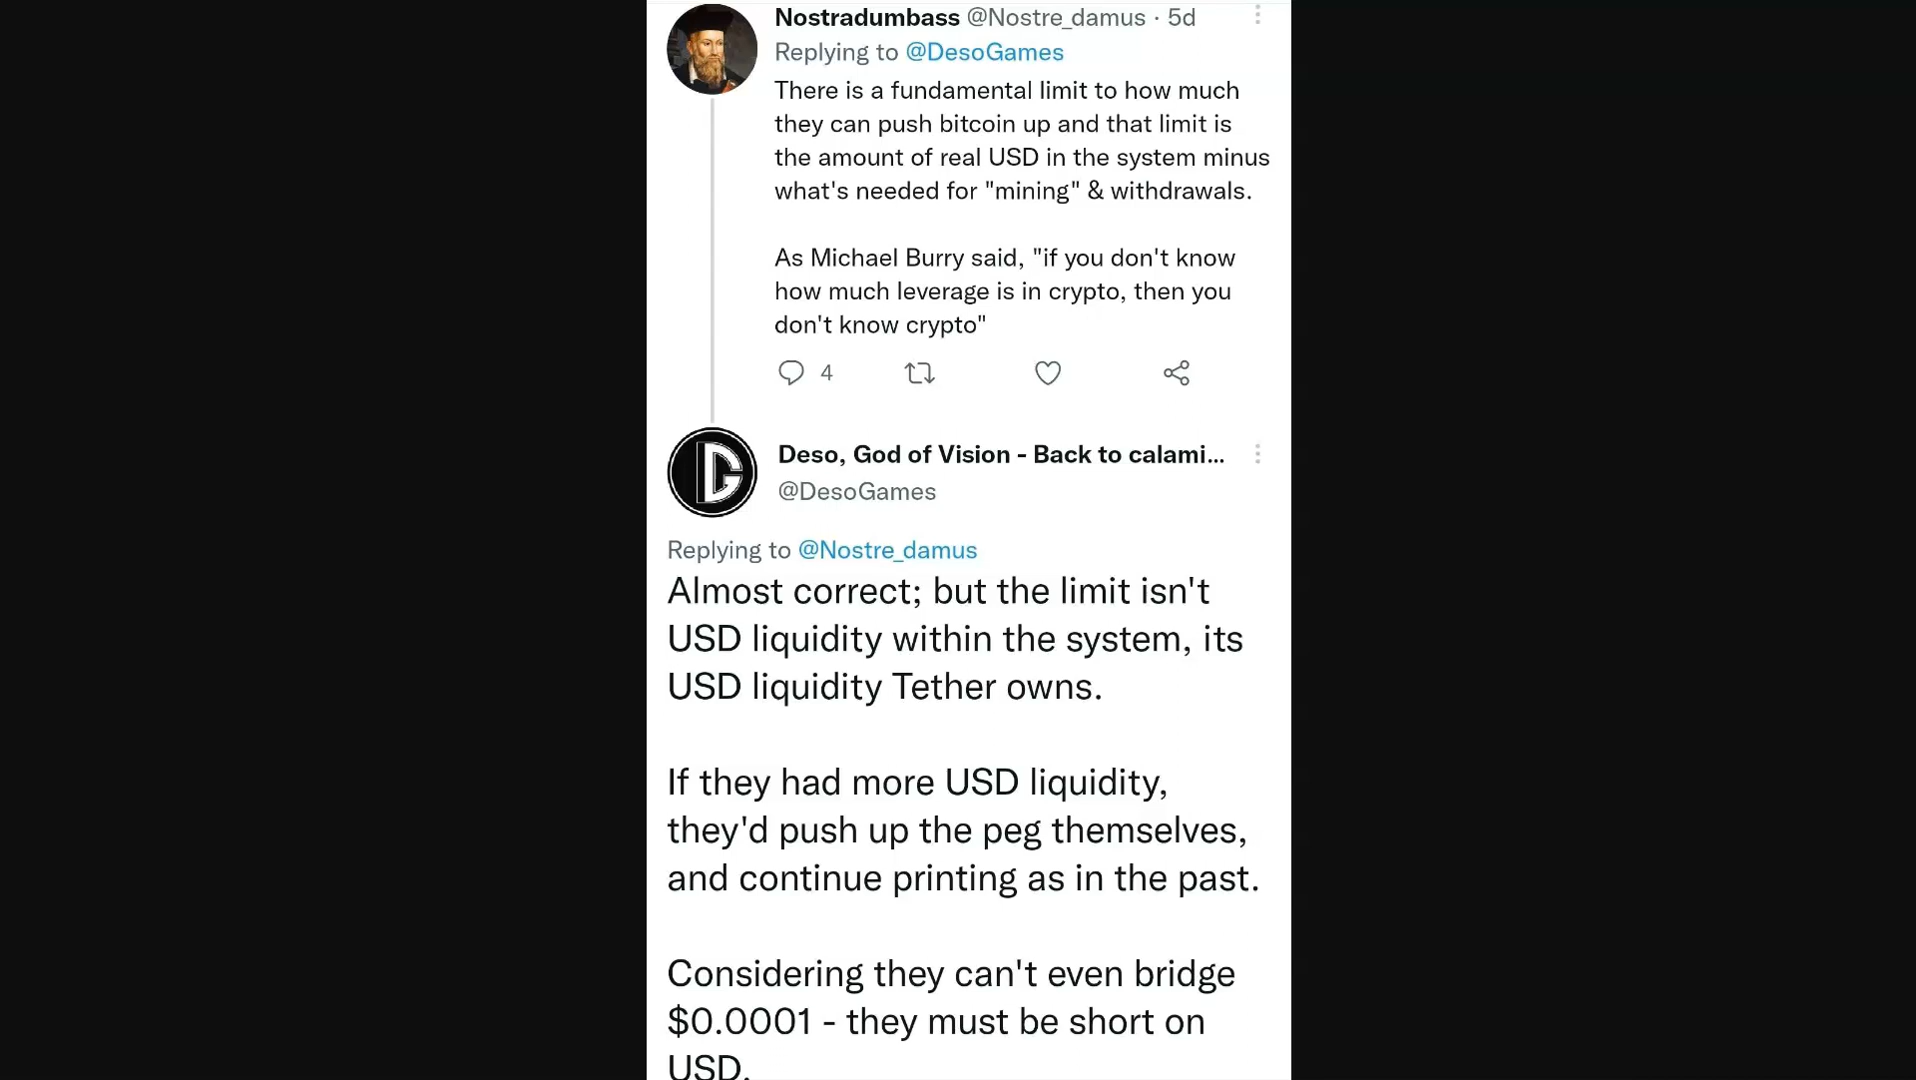 Nostradumbass @Nostre_damus · 5d
Replying to @DesoGames
There is a fundamental limit to how much
they can push bitcoin up and that limit is
the amount of real USD in the system minus
what's needed for "mining" & withdrawals.
As Michael Burry said, "if you don't know
how much leverage is in crypto, then you
don't know crypto"
4
Deso, God of Vision - Back to calami...
@DesoGames
Replying to @Nostre_damus
Almost correct; but the limit isn't
USD liquidity within the system, its
USD liquidity Tether owns.
If they had more USD liquidity,
they'd push up the peg themselves,
and continue printing as in the past.
Considering they can't even bridge
$0.0001 - they must be short on
USD.